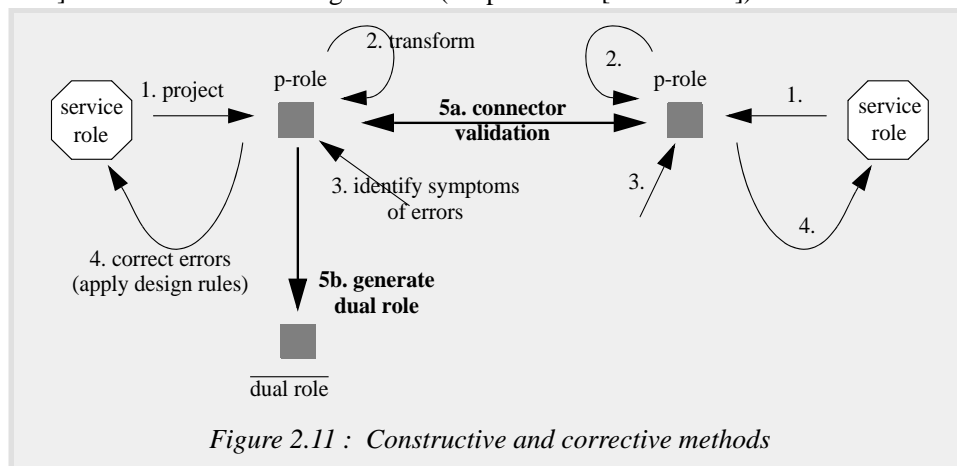 2. transform
2.
p-role
p-role
1. project
5a. connector
validation
1.
service
role
service
role
3. identify symptoms
of errors
3.
4.
4. correct errors
(apply design rules)
5b. generate
dual role
dual role
Figure 2.11 : Constructive and corrective methods